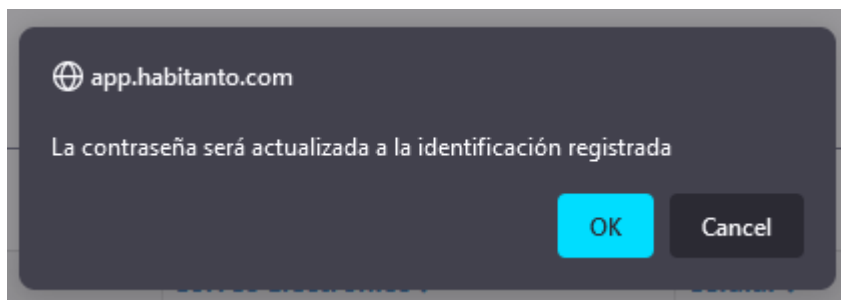 app.habitanto.com
La contraseña será actualizada a la identificación registrada
OK Cancel